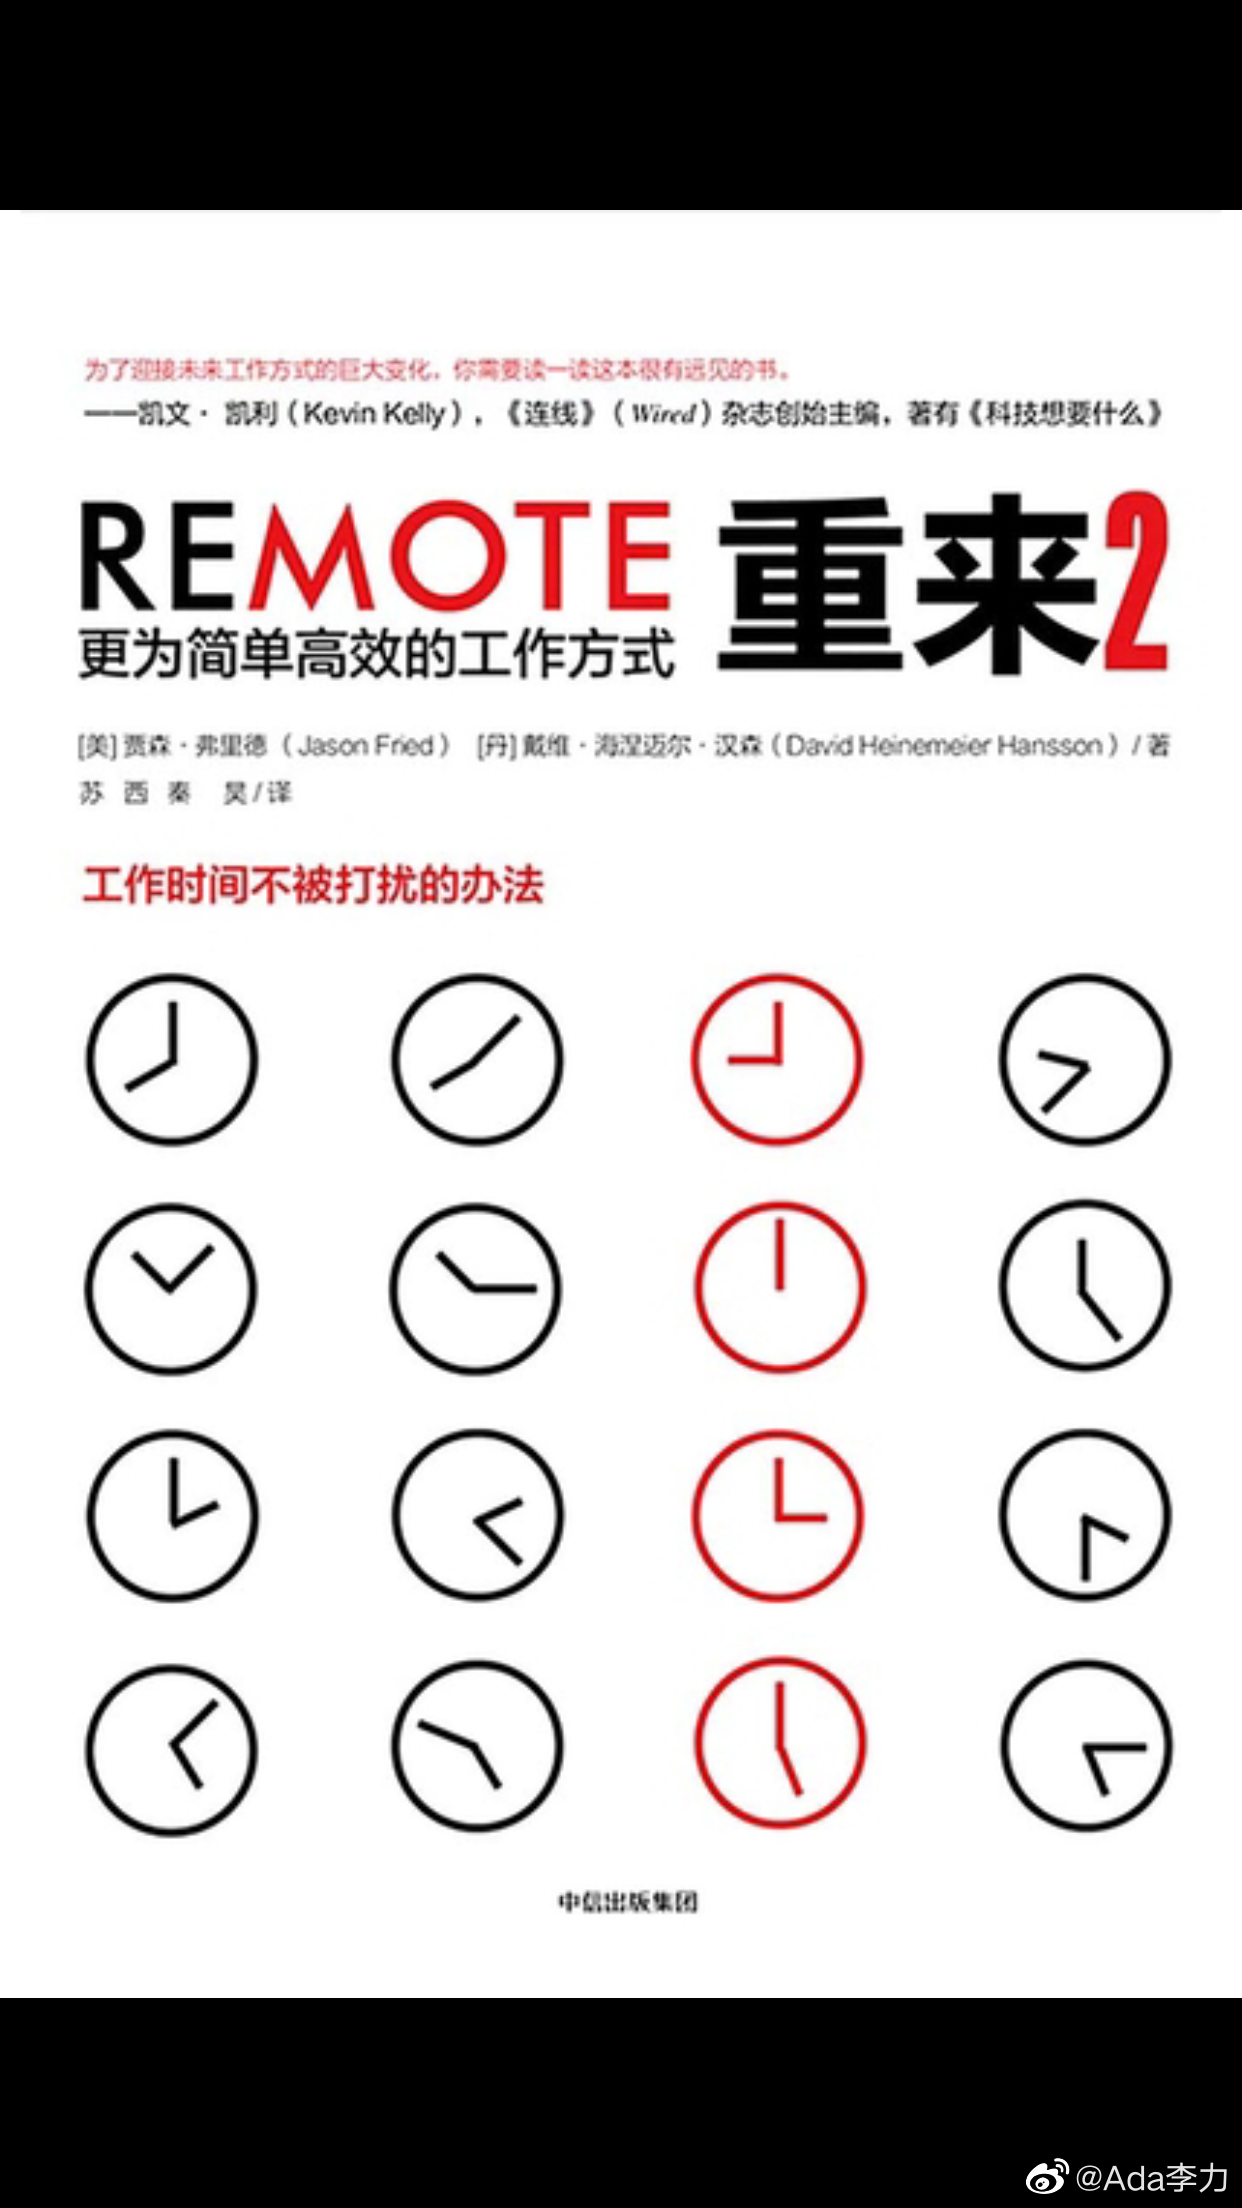 为了迎接未来工作方式的巨大变化，你需要读一读这本很有远见的书。
——凯文·凯利（Kevin Kelly），《连线》（Wired）杂志创始主编，著有《科技想要什么》
REMOTE 重来2
更为简单高效的工作方式
[美]贾森·弗里德（Jason Fried） [丹]戴维·海涅迈尔·汉森（David Heinemeier Hansson）/著
苏西 秦昊/译
工作时间不被打扰的办法
中信出版集团
@Ada李力